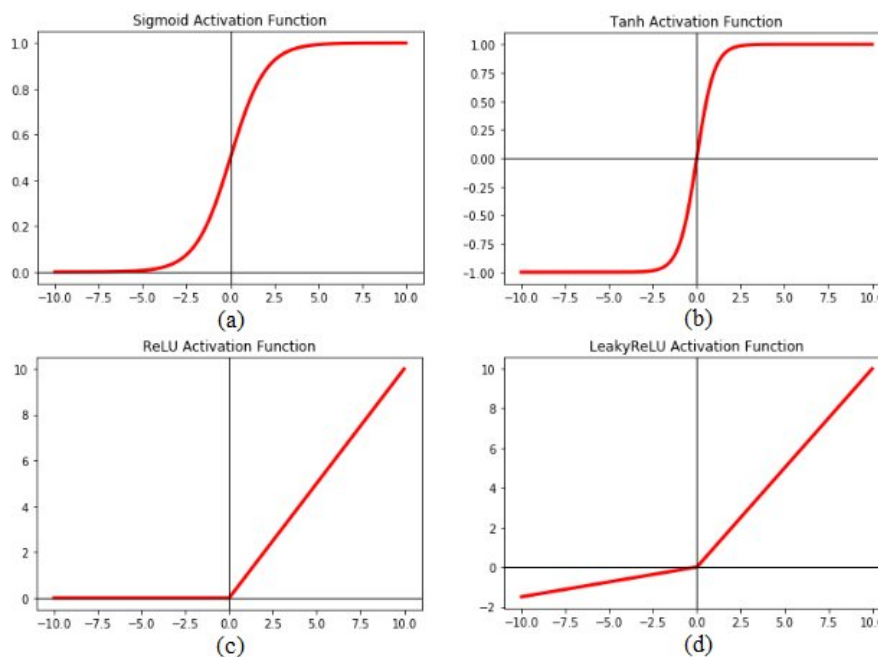 Sigmoid Activation Function
1.0
0.8
0.6
0.4
0.2
0.0
−10.0 −7.5 −5.0 −2.5 0.0 2.5 5.0 7.5 10.0
(a)
Tanh Activation Function
1.00
0.75
0.50
0.25
0.00
−0.25
−0.50
−0.75
−1.00
−10.0 −7.5 −5.0 −2.5 0.0 2.5 5.0 7.5 10.0
(b)
ReLU Activation Function
10
8
6
4
2
0
−10.0 −7.5 −5.0 −2.5 0.0 2.5 5.0 7.5 10.0
(c)
LeakyReLU Activation Function
10
8
6
4
2
0
−2
−10.0 −7.5 −5.0 −2.5 0.0 2.5 5.0 7.5 10.0
(d)